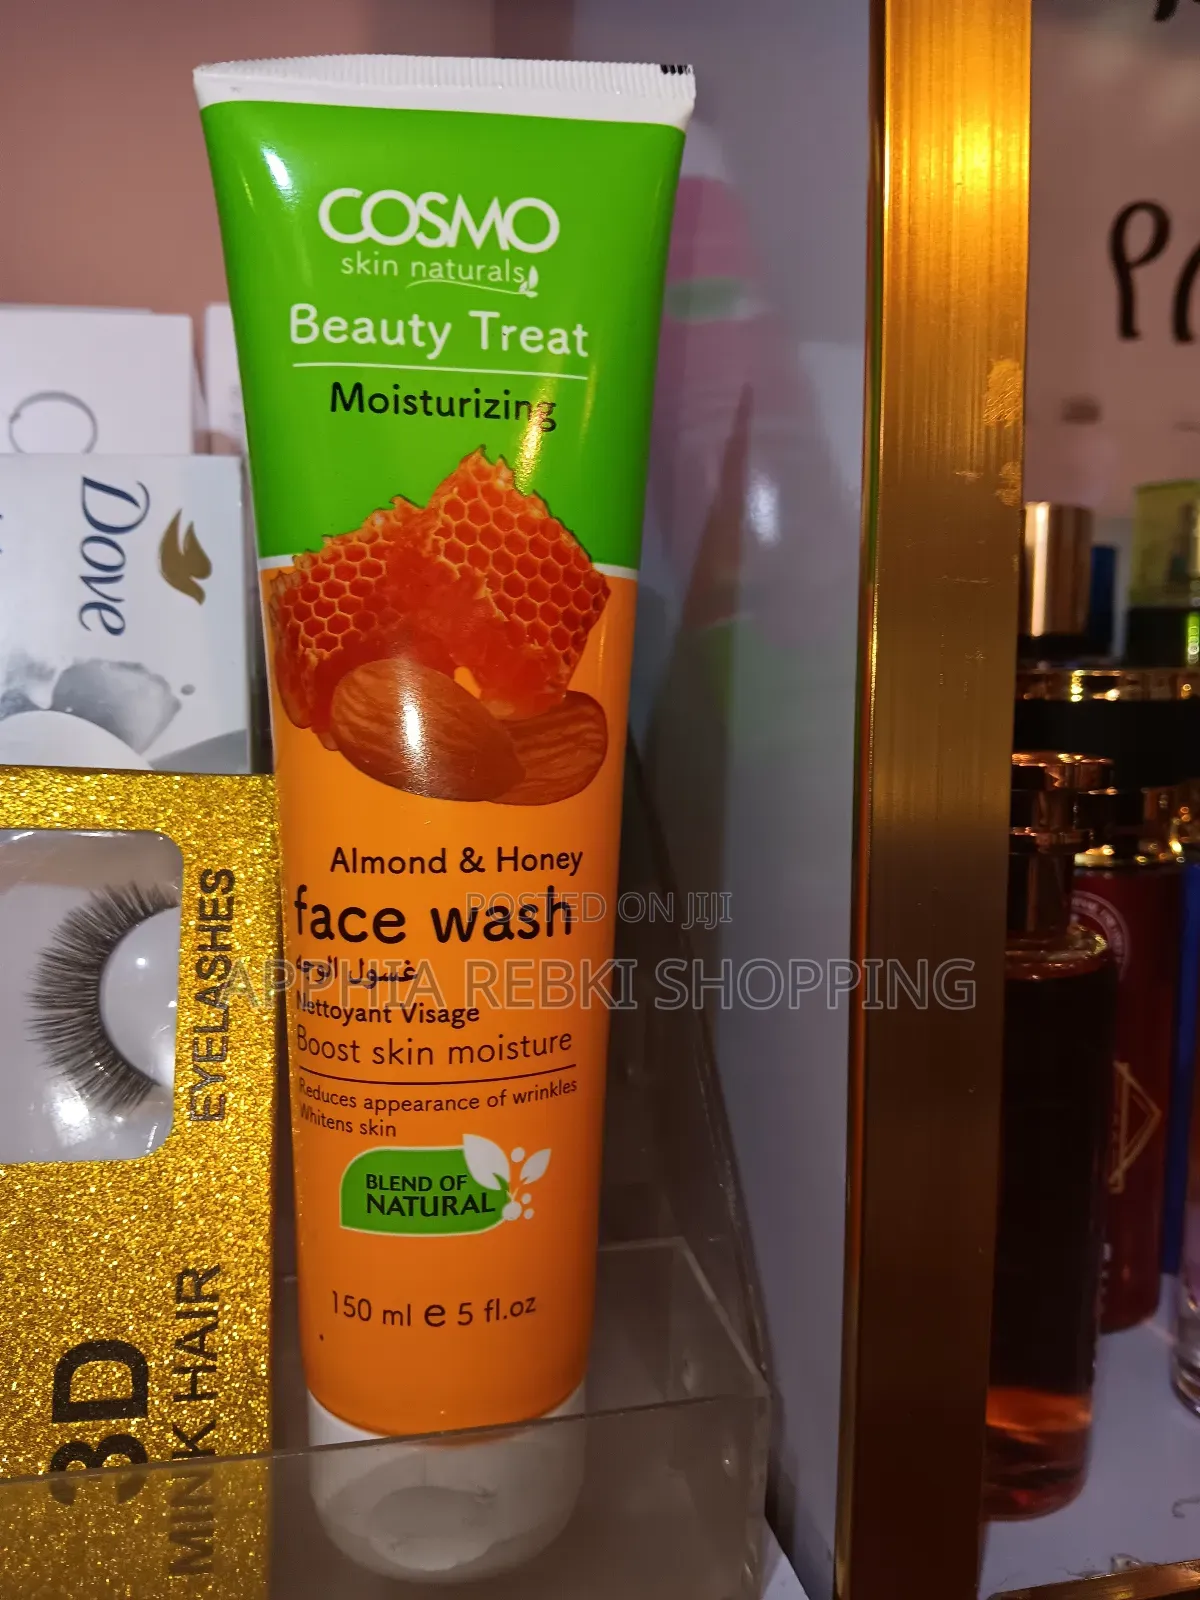 COSMO
skin naturals
Beauty Treat
Moisturizing
Almond & Honey
face wash
غسول الوجه
Nettoyant Visage
Boost skin moisture
Reduces appearance of wrinkles
Whitens skin
BLEND OF
NATURAL
150 ml e 5 fl.oz
Dove
EYELASHES
3D
MINK HAIR
POSTED ON JIJI
APPHIA REBKI SHOPPING